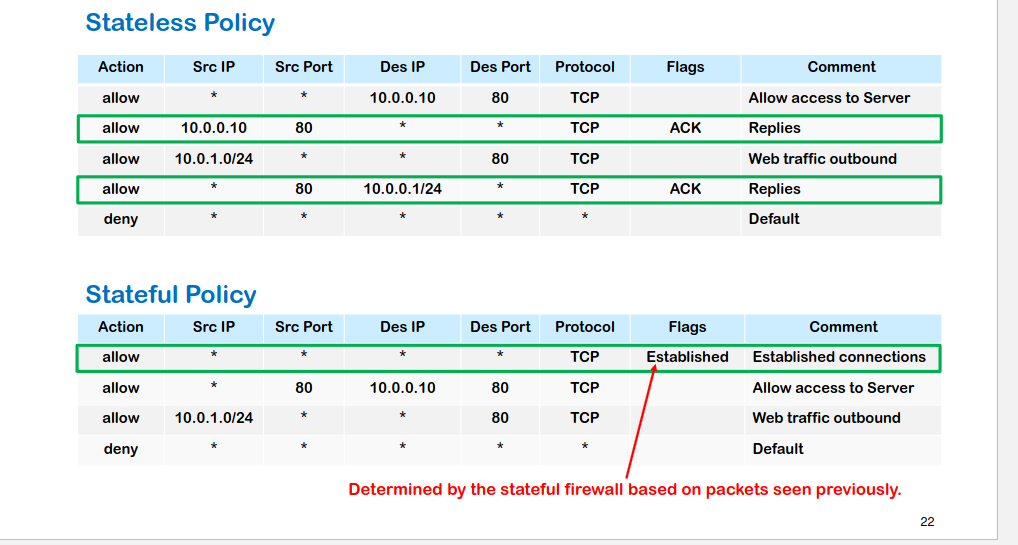 Stateless Policy
Action Src IP Src Port Des IP Des Port Protocol Flags Comment
allow * * 10.0.0.10 80 TCP Allow access to Server
allow 10.0.0.10 80 * * TCP ACK Replies
allow 10.0.1.0/24 * * 80 TCP Web traffic outbound
allow * 80 10.0.0.1/24 * TCP ACK Replies
deny * * * * * Default
Stateful Policy
Action Src IP Src Port Des IP Des Port Protocol Flags Comment
allow * * * * TCP Established Established connections
allow * 80 10.0.0.10 80 TCP Allow access to Server
allow 10.0.1.0/24 * * 80 TCP Web traffic outbound
deny * * * * * Default
Determined by the stateful firewall based on packets seen previously.
22